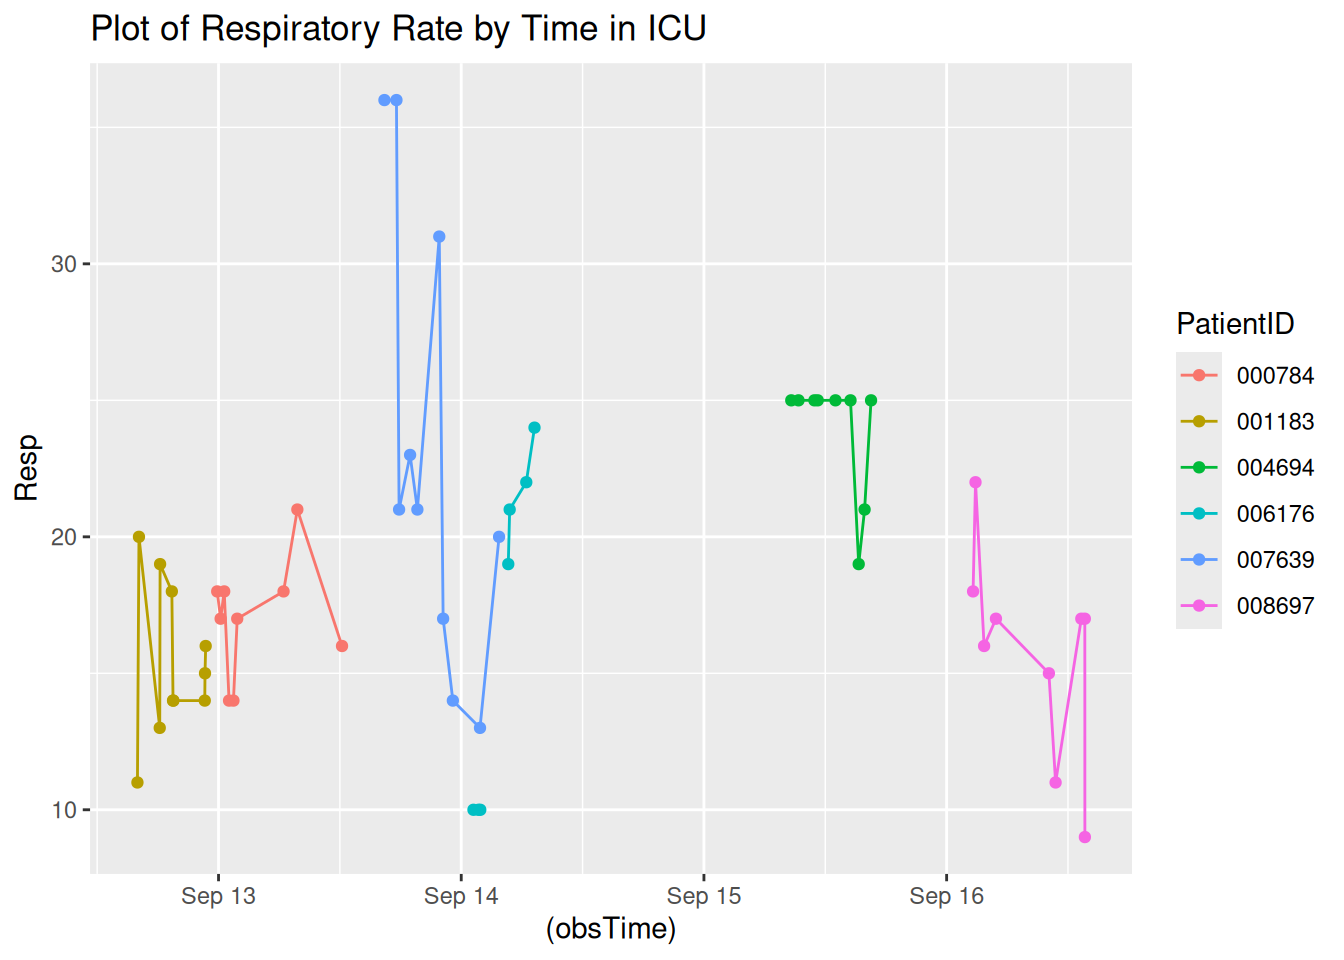 Plot of Respiratory Rate by Time in ICU
Resp
30
20
10
Sep 13
Sep 14
Sep 15
Sep 16
(obsTime)
PatientID
000784
001183
004694
006176
007639
008697